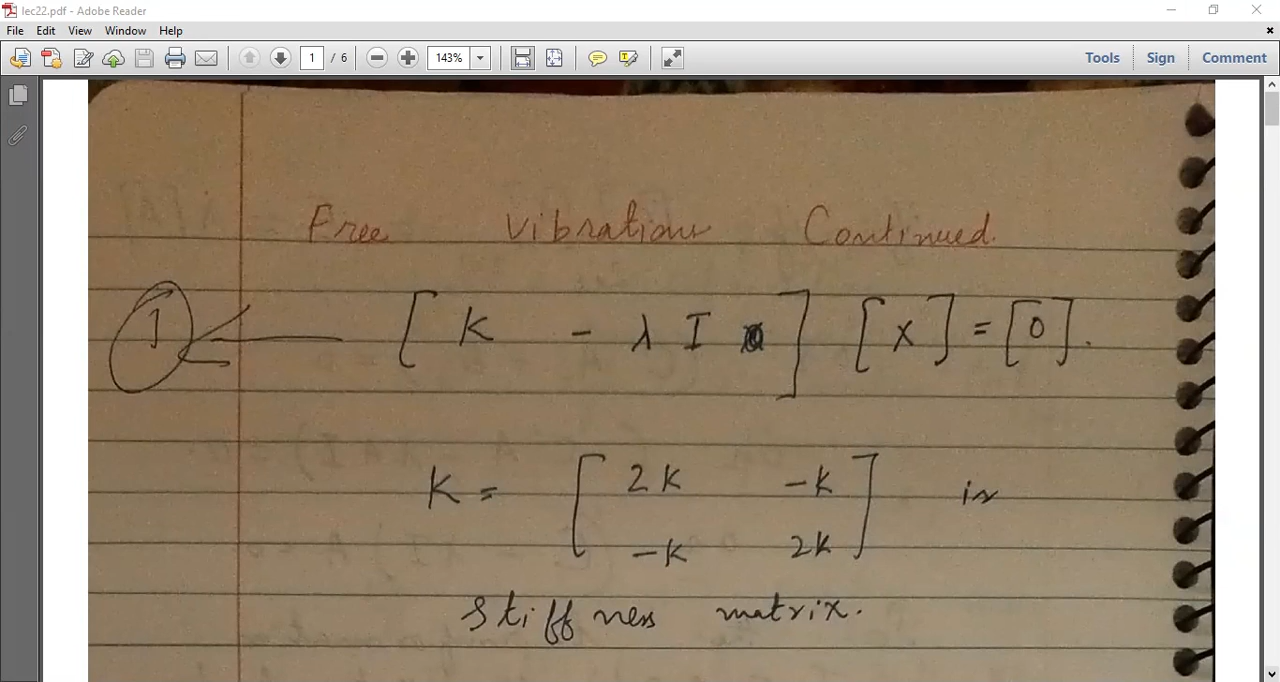 lec22.pdf - Adobe Reader
File Edit View Window Help
1 / 6 143% Tools Sign Comment
Free Vibrations Continued.
1 [K - λ I] [X] = [0].
K = [2K -K
-K 2K] is
stiffness matrix.